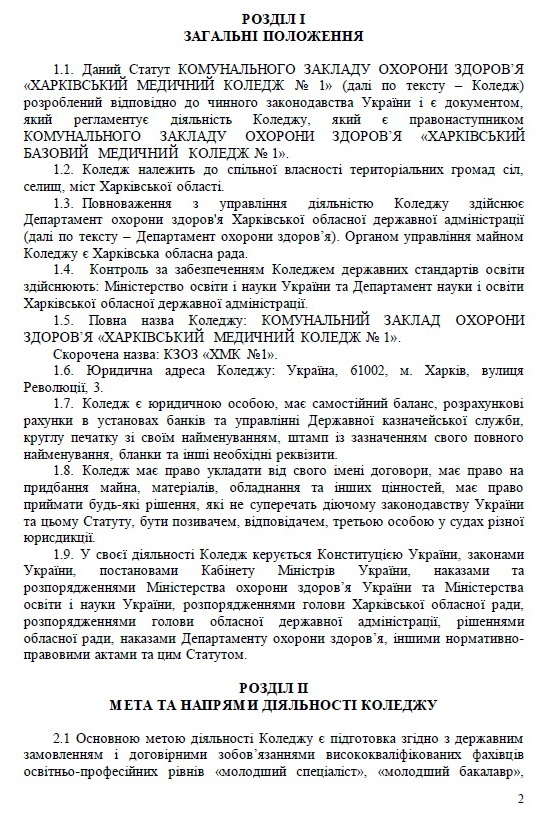 РОЗДІЛ І
ЗАГАЛЬНІ ПОЛОЖЕННЯ
1.1. Даний Статут КОМУНАЛЬНОГО ЗАКЛАДУ ОХОРОНИ ЗДОРОВ’Я
«ХАРКІВСЬКИЙ МЕДИЧНИЙ КОЛЕДЖ № 1» (далі по тексту – Коледж)
розроблений відповідно до чинного законодавства України і є документом,
який регламентує діяльність Коледжу, який є правонаступником
КОМУНАЛЬНОГО ЗАКЛАДУ ОХОРОНИ ЗДОРОВ’Я «ХАРКІВСЬКИЙ
БАЗОВИЙ МЕДИЧНИЙ КОЛЕДЖ № 1».
1.2. Коледж належить до спільної власності територіальних громад сіл,
селищ, міст Харківської області.
1.3. Повноваження з управління діяльністю Коледжу здійснює
Департамент охорони здоров'я Харківської обласної державної адміністрації
(далі по тексту – Департамент охорони здоров’я). Органом управління майном
Коледжу є Харківська обласна рада.
1.4. Контроль за забезпеченням Коледжем державних стандартів освіти
здійснюють: Міністерство освіти і науки України та Департамент науки і освіти
Харківської обласної державної адміністрації.
1.5. Повна назва Коледжу: КОМУНАЛЬНИЙ ЗАКЛАД ОХОРОНИ
ЗДОРОВ’Я «ХАРКІВСЬКИЙ МЕДИЧНИЙ КОЛЕДЖ № 1».
Скорочена назва: КЗОЗ «ХМК №1».
1.6. Юридична адреса Коледжу: Україна, 61002, м. Харків, вулиця
Революції, 3.
1.7. Коледж є юридичною особою, має самостійний баланс, розрахункові
рахунки в установах банків та управлінні Державної казначейської служби,
круглу печатку зі своїм найменуванням, штамп із зазначенням свого повного
найменування, бланки та інші необхідні реквізити.
1.8. Коледж має право укладати від свого імені договори, має право на
придбання майна, матеріалів, обладнання та інших цінностей, має право
приймати будь-які рішення, які не суперечать діючому законодавству України
та цьому Статуту, бути позивачем, відповідачем, третьою особою у судах різної
юрисдикції.
1.9. У своєї діяльності Коледж керується Конституцією України, законами
України, постановами Кабінету Міністрів України, наказами та
розпорядженнями Міністерства охорони здоров’я України та Міністерства
освіти і науки України, розпорядженнями голови Харківської обласної ради,
розпорядженнями голови обласної державної адміністрації, рішеннями
обласної ради, наказами Департаменту охорони здоров’я, іншими нормативно-
правовими актами та цим Статутом.
РОЗДІЛ ІІ
МЕТА ТА НАПРЯМИ ДІЯЛЬНОСТІ КОЛЕДЖУ
2.1 Основною метою діяльності Коледжу є підготовка згідно з державним
замовленням і договірними зобов’язаннями висококваліфікованих фахівців
освітньо-професійних рівнів «молодший спеціаліст», «молодший бакалавр»,
2